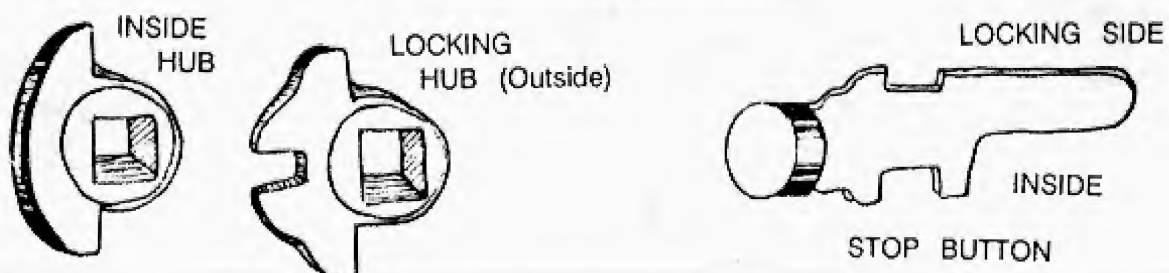 INSIDE
HUB
LOCKING
HUB (Outside)
LOCKING SIDE
INSIDE
STOP BUTTON